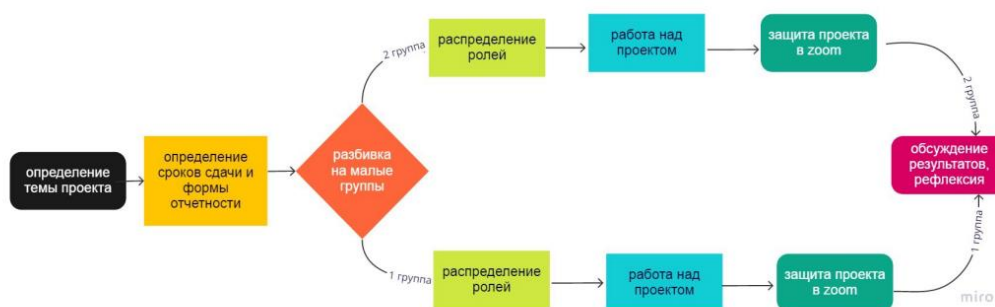 определение
темы проекта
определение
сроков сдачи и
формы
отчетности
разбивка
на малые
группы
2 группа
распределение
ролей
работа над
проектом
защита проекта
в zoom
2 группа
1 группа
распределение
ролей
работа над
проектом
защита проекта
в zoom
1 группа
обсуждение
результатов,
рефлексия
miro